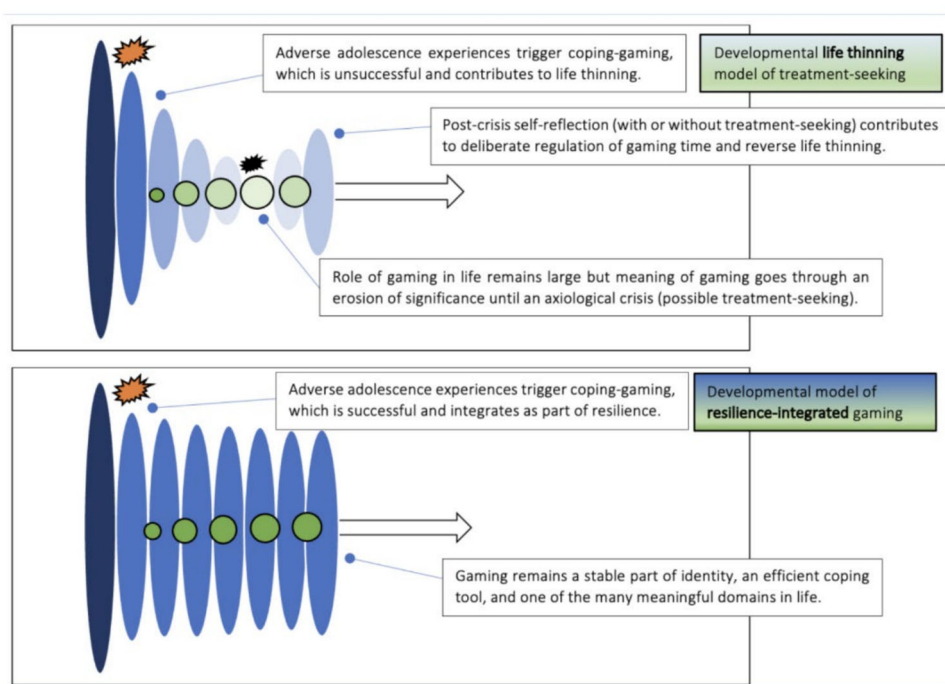 Adverse adolescence experiences trigger coping-gaming,
which is unsuccessful and contributes to life thinning.
Developmental life thinning
model of treatment-seeking
Post-crisis self-reflection (with or without treatment-seeking) contributes
to deliberate regulation of gaming time and reverse life thinning.
Role of gaming in life remains large but meaning of gaming goes through an
erosion of significance until an axiological crisis (possible treatment-seeking).
Adverse adolescence experiences trigger coping-gaming,
which is successful and integrates as part of resilience.
Developmental model of
resilience-integrated gaming
Gaming remains a stable part of identity, an efficient coping
tool, and one of the many meaningful domains in life.